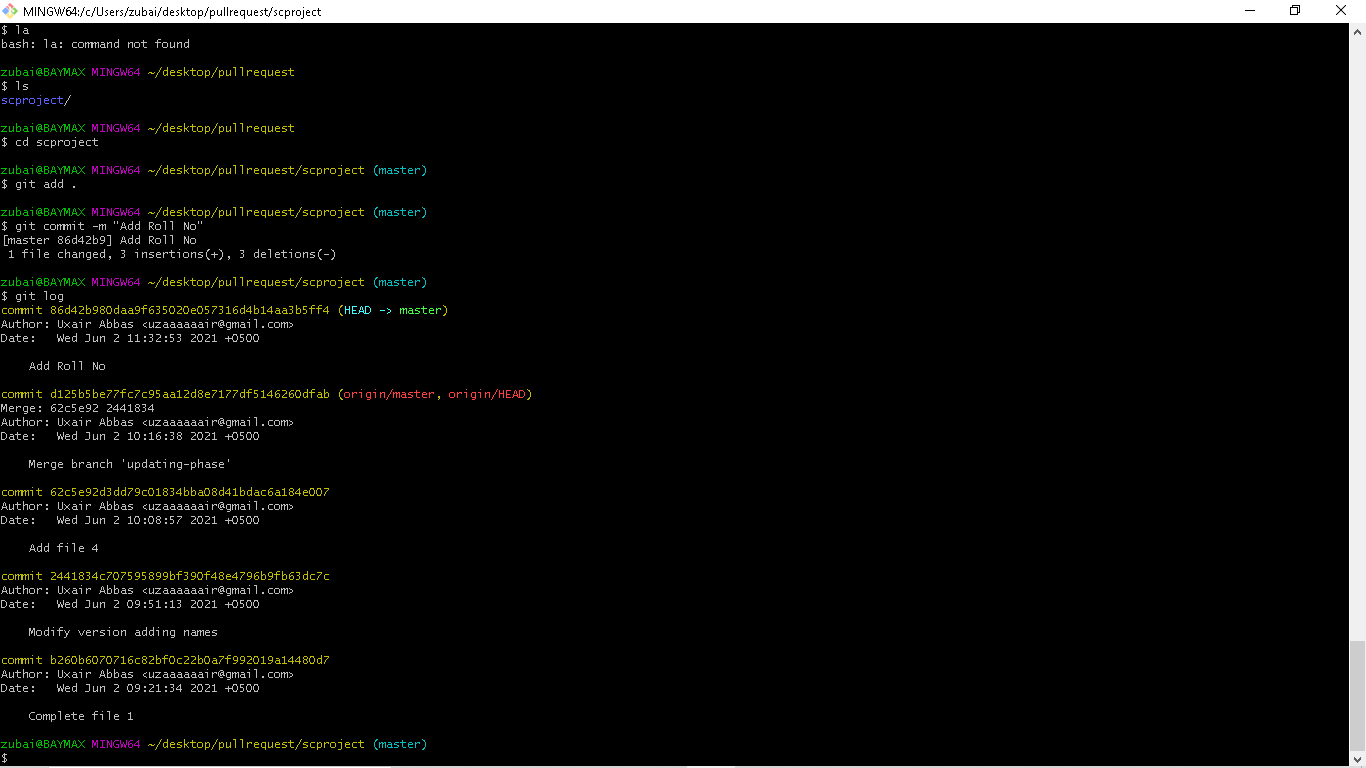 MINGW64:/c/Users/zubai/desktop/pullrequest/scproject
$ la
bash: la: command not found
zubai@BAYMAX MINGW64 ~/desktop/pullrequest
$ ls
scproject/
zubai@BAYMAX MINGW64 ~/desktop/pullrequest
$ cd scproject
zubai@BAYMAX MINGW64 ~/desktop/pullrequest/scproject (master)
$ git add .
zubai@BAYMAX MINGW64 ~/desktop/pullrequest/scproject (master)
$ git commit -m "Add Roll No"
[master 86d42b9] Add Roll No
 1 file changed, 3 insertions(+), 3 deletions(-)
zubai@BAYMAX MINGW64 ~/desktop/pullrequest/scproject (master)
$ git log
commit 86d42b980daa9f635020e057316d4b14aa3b5ff4 (HEAD -> master)
Author: Uxair Abbas <uzaaaaaair@gmail.com>
Date:   Wed Jun 2 11:32:53 2021 +0500
    Add Roll No
commit d125b5be77fc7c95aa12d8e7177df5146260dfab (origin/master, origin/HEAD)
Merge: 62c5e92 2441834
Author: Uxair Abbas <uzaaaaaair@gmail.com>
Date:   Wed Jun 2 10:16:38 2021 +0500
    Merge branch 'updating-phase'
commit 62c5e92d3dd79c01834bba08d41bdac6a184e007
Author: Uxair Abbas <uzaaaaaair@gmail.com>
Date:   Wed Jun 2 10:08:57 2021 +0500
    Add file 4
commit 2441834c707595899bf390f48e4796b9fb63dc7c
Author: Uxair Abbas <uzaaaaaair@gmail.com>
Date:   Wed Jun 2 09:51:13 2021 +0500
    Modify version adding names
commit b260b6070716c82bf0c22b0a7f992019a14480d7
Author: Uxair Abbas <uzaaaaaair@gmail.com>
Date:   Wed Jun 2 09:21:34 2021 +0500
    Complete file 1
zubai@BAYMAX MINGW64 ~/desktop/pullrequest/scproject (master)
$